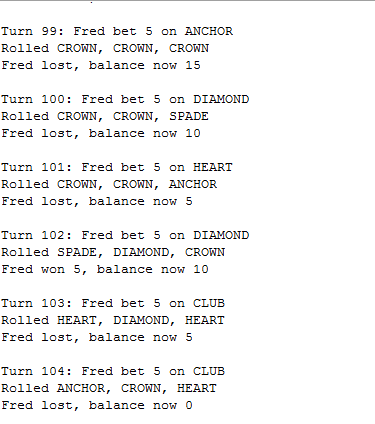 Turn 99: Fred bet 5 on ANCHOR
Rolled CROWN, CROWN, CROWN
Fred lost, balance now 15
Turn 100: Fred bet 5 on DIAMOND
Rolled CROWN, CROWN, SPADE
Fred lost, balance now 10
Turn 101: Fred bet 5 on HEART
Rolled CROWN, CROWN, ANCHOR
Fred lost, balance now 5
Turn 102: Fred bet 5 on DIAMOND
Rolled SPADE, DIAMOND, CROWN
Fred won 5, balance now 10
Turn 103: Fred bet 5 on CLUB
Rolled HEART, DIAMOND, HEART
Fred lost, balance now 5
Turn 104: Fred bet 5 on CLUB
Rolled ANCHOR, CROWN, HEART
Fred lost, balance now 0